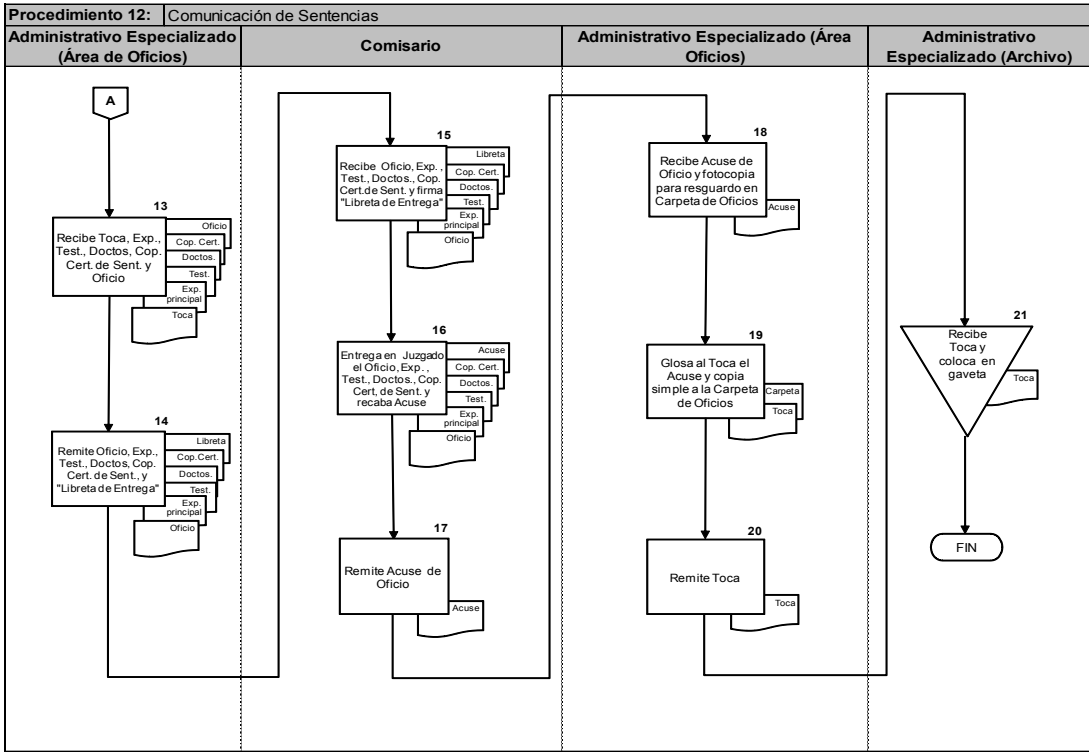 Procedimiento 12: Comunicación de Sentencias
Administrativo Especializado
(Área de Oficios)
Comisario
Administrativo Especializado (Área
Oficios)
Administrativo
Especializado (Archivo)
A
13
Recibe Toca, Exp.,
Test., Doctos, Cop.
Cert. de Sent. y
Oficio
Oficio
Cop. Cert.
Doctos.
Test.
Exp.
principal
Toca
14
Remite Oficio, Exp.,
Test., Doctos, Cop.
Cert. de Sent., y
"Libreta de Entrega"
Libreta
Cop.Cert.
Doctos.
Test.
Exp.
principal
Oficio
15
Recibe Oficio, Exp. ,
Test., Doctos., Cop.
Cert.de Sent. y firma
"Libreta de Entrega"
Libreta
Cop. Cert.
Doctos.
Test.
Exp.
principal
Oficio
16
Entrega en Juzgado
el Oficio, Exp. ,
Test., Doctos., Cop.
Cert, de Sent. y
recaba Acuse
Acuse
Cop. Cert.
Doctos.
Test.
Exp.
principal
Oficio
17
Remite Acuse de
Oficio
Acuse
18
Recibe Acuse de
Oficio y fotocopia
para resguardo en
Carpeta de Oficios
Acuse
19
Glosa al Toca el
Acuse y copia
simple a la Carpeta
de Oficios
Carpeta
Toca
20
Remite Toca
Toca
21
Recibe
Toca y
coloca en
gaveta
Toca
FIN